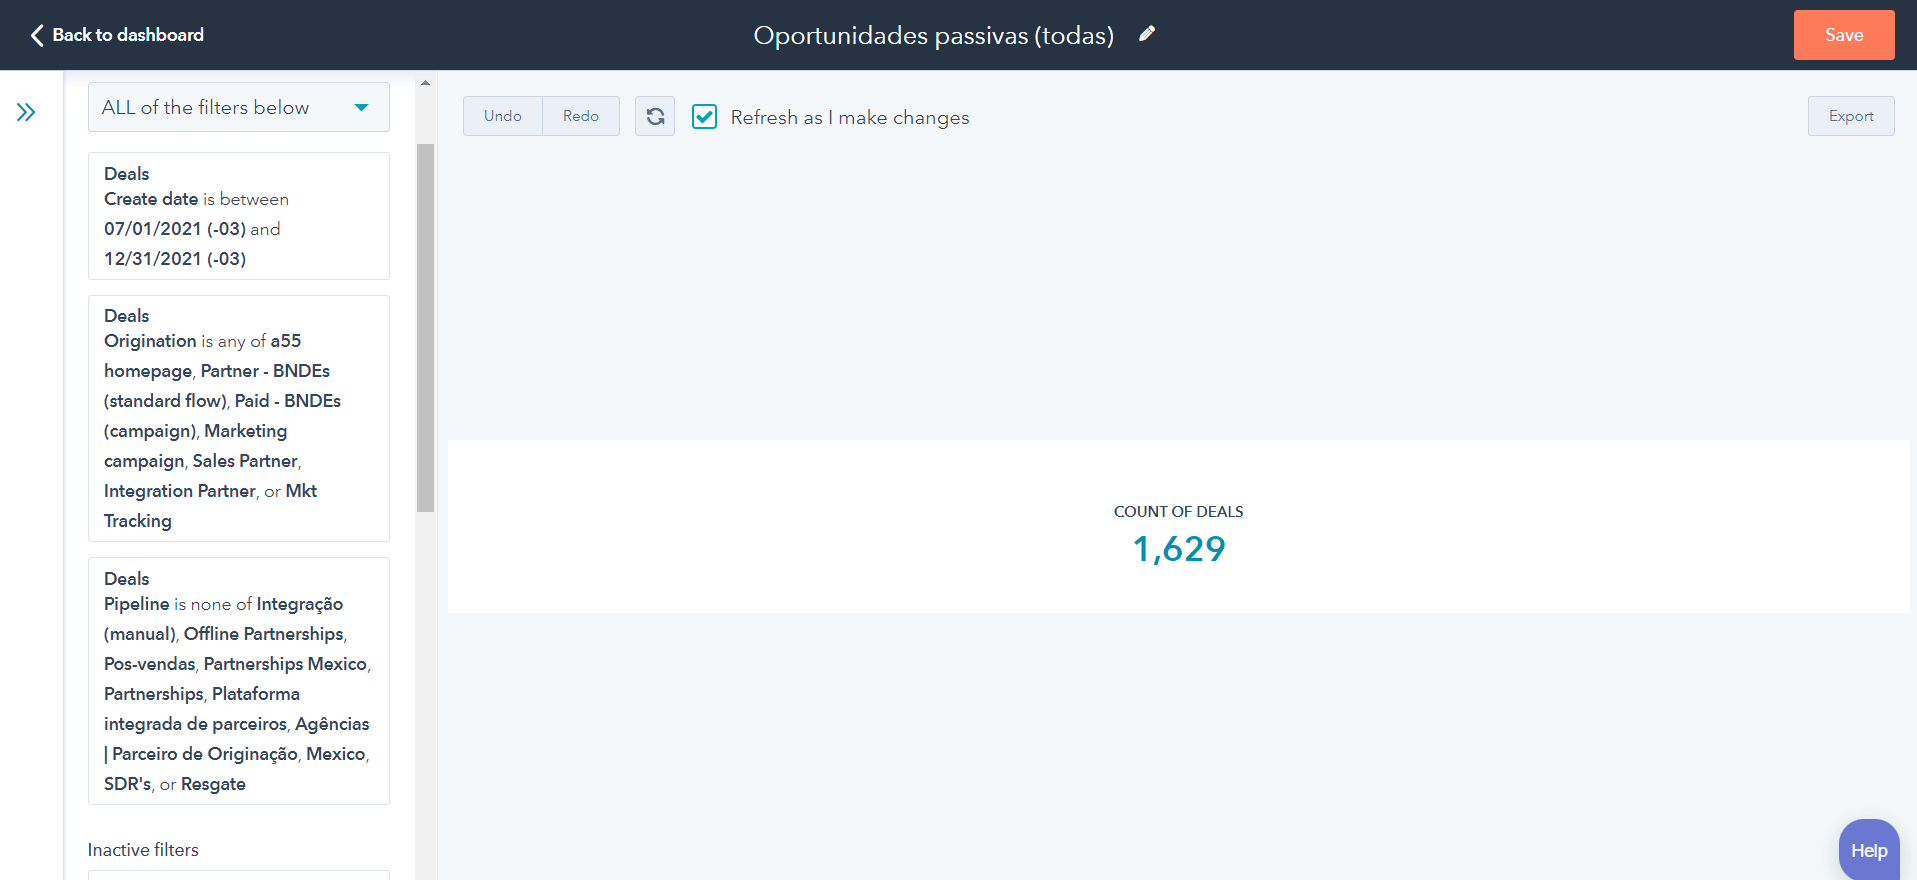 Back to dashboard
Oportunidades passivas (todas)
Save
ALL of the filters below
Deals
Create date is between
07/01/2021 (-03) and
12/31/2021 (-03)
Deals
Origination is any of a55
homepage, Partner - BNDEs
(standard flow), Paid - BNDEs
(campaign), Marketing
campaign, Sales Partner,
Integration Partner, or Mkt
Tracking
Deals
Pipeline is none of Integração
(manual), Offline Partnerships,
Pos-vendas, Partnerships Mexico,
Partnerships, Plataforma
integrada de parceiros, Agências
| Parceiro de Originação, Mexico,
SDR's, or Resgate
Inactive filters
Undo
Redo
Refresh as I make changes
Export
COUNT OF DEALS
1,629
Help